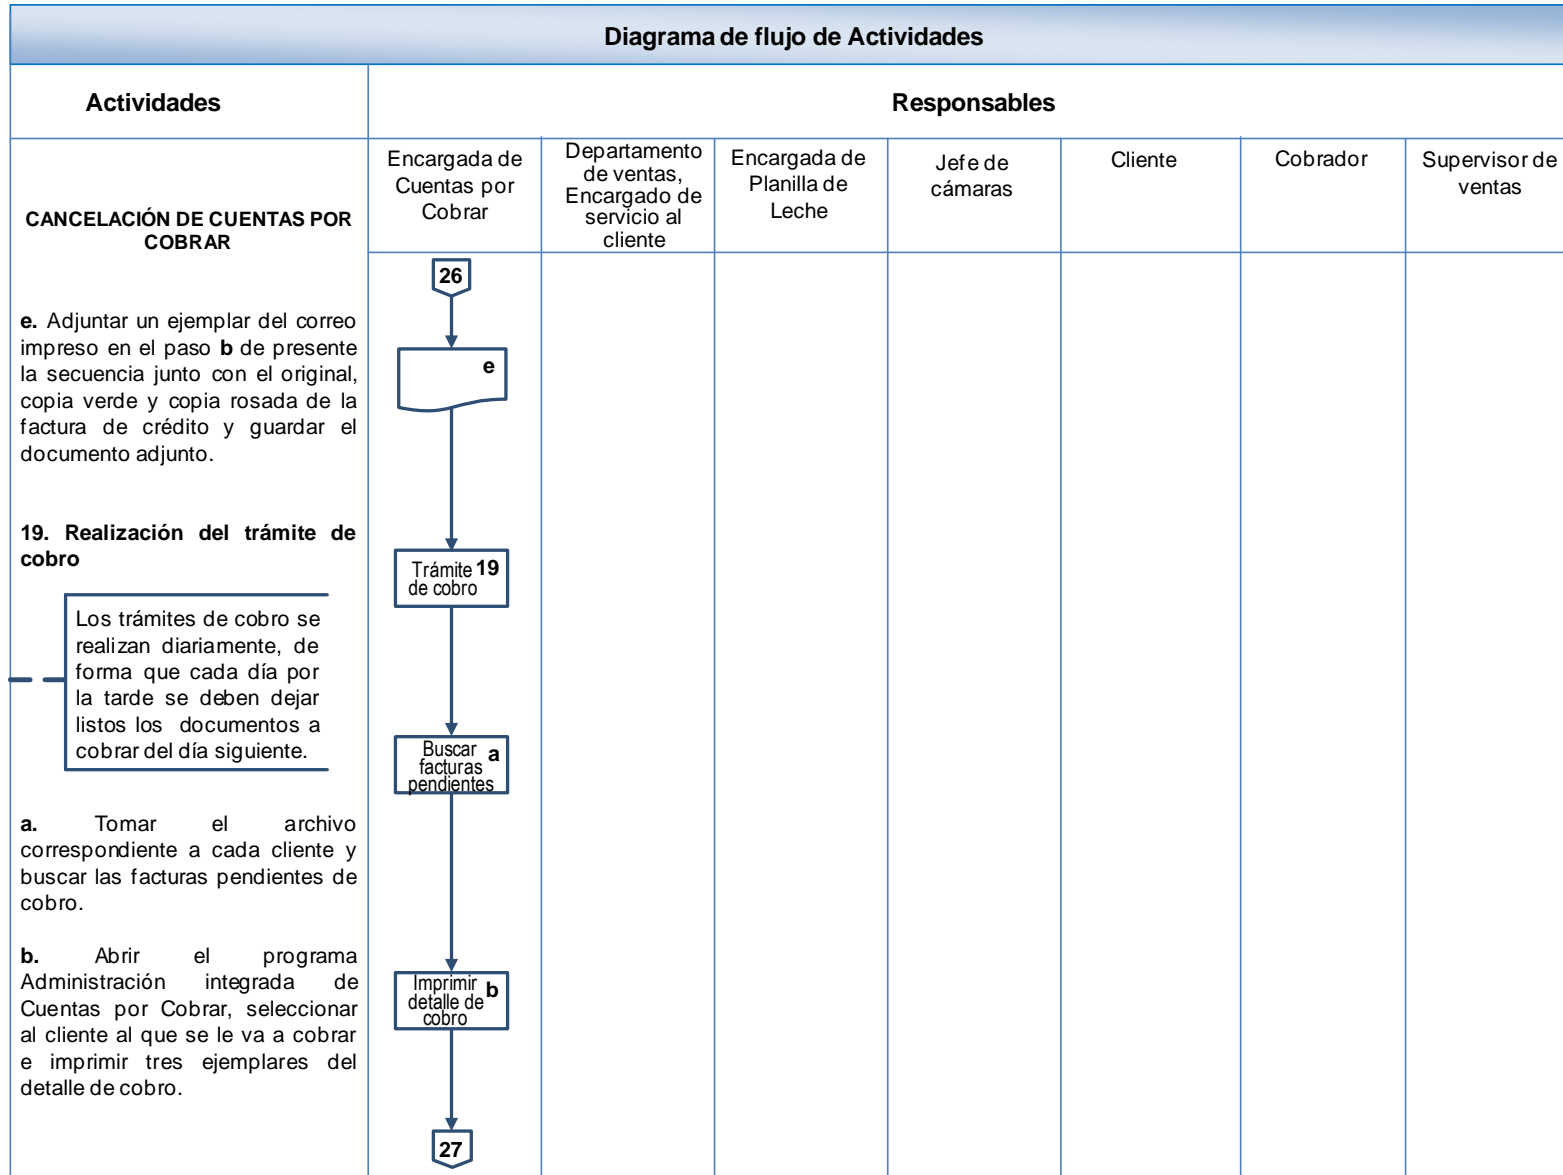 Diagrama de flujo de Actividades
Actividades
Responsables
CANCELACIÓN DE CUENTAS POR
COBRAR
Encargada de
Cuentas por
Cobrar
Departamento
de ventas,
Encargado de
servicio al
cliente
Encargada de
Planilla de
Leche
Jefe de
cámaras
Cliente
Cobrador
Supervisor de
ventas
e. Adjuntar un ejemplar del correo
impreso en el paso b de presente
la secuencia junto con el original,
copia verde y copia rosada de la
factura de crédito y guardar el
documento adjunto.
19. Realización del trámite de
cobro
Los trámites de cobro se
realizan diariamente, de
forma que cada día por
la tarde se deben dejar
listos los documentos a
cobrar del día siguiente.
a. Tomar el archivo
correspondiente a cada cliente y
buscar las facturas pendientes de
cobro.
b. Abrir el programa
Administración integrada de
Cuentas por Cobrar, seleccionar
al cliente al que se le va a cobrar
e imprimir tres ejemplares del
detalle de cobro.
26
e
Trámite 19
de cobro
Buscar
facturas a
pendientes
Imprimir
detalle de b
cobro
27